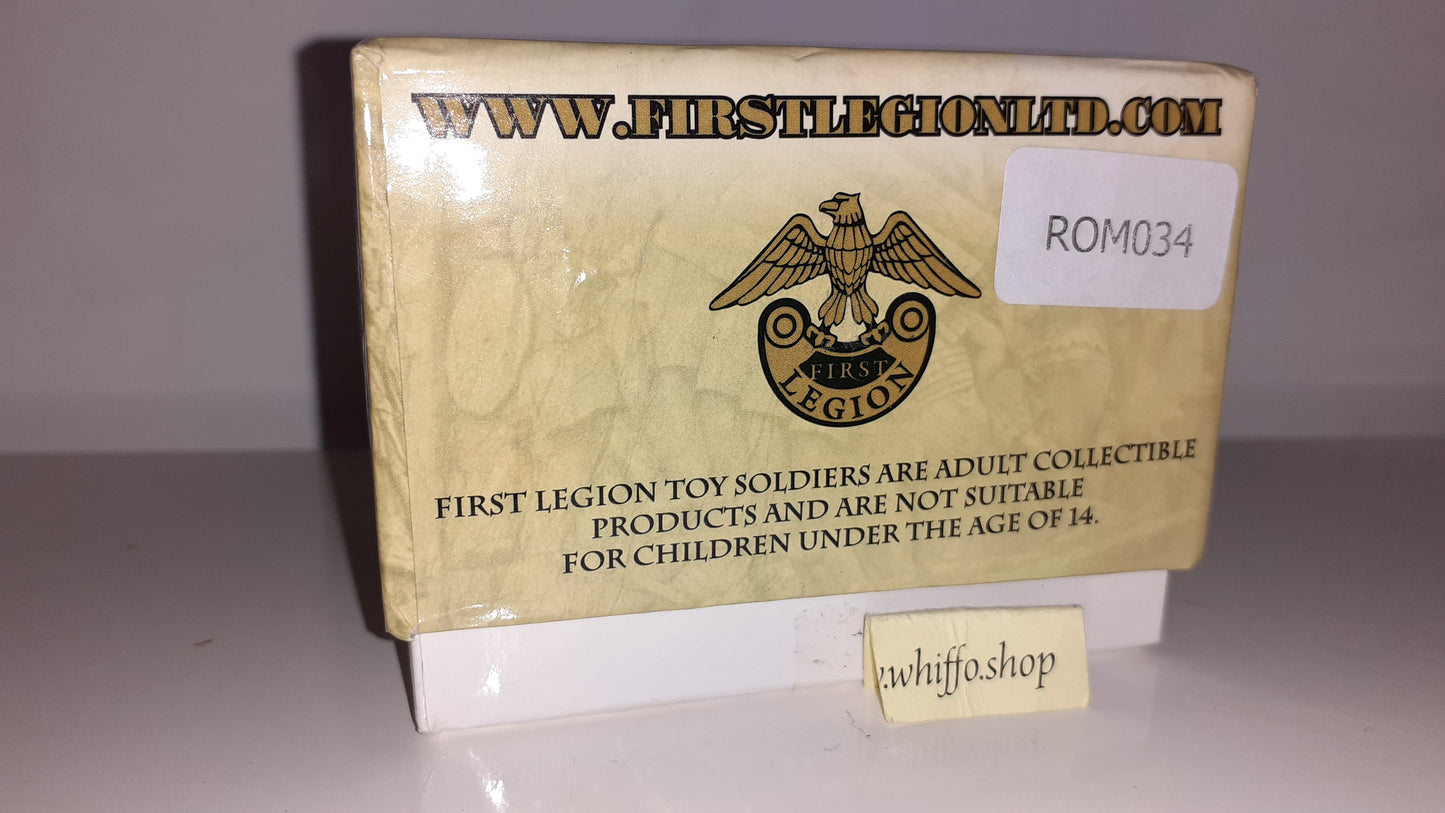 WWW.FIRSTLEGIONLTD.COM
ROM034
FIRST
LEGION
FIRST LEGION TOY SOLDIERS ARE ADULT COLLECTIBLE
PRODUCTS AND ARE NOT SUITABLE
FOR CHILDREN UNDER THE AGE OF 14.
.whiffo.shop